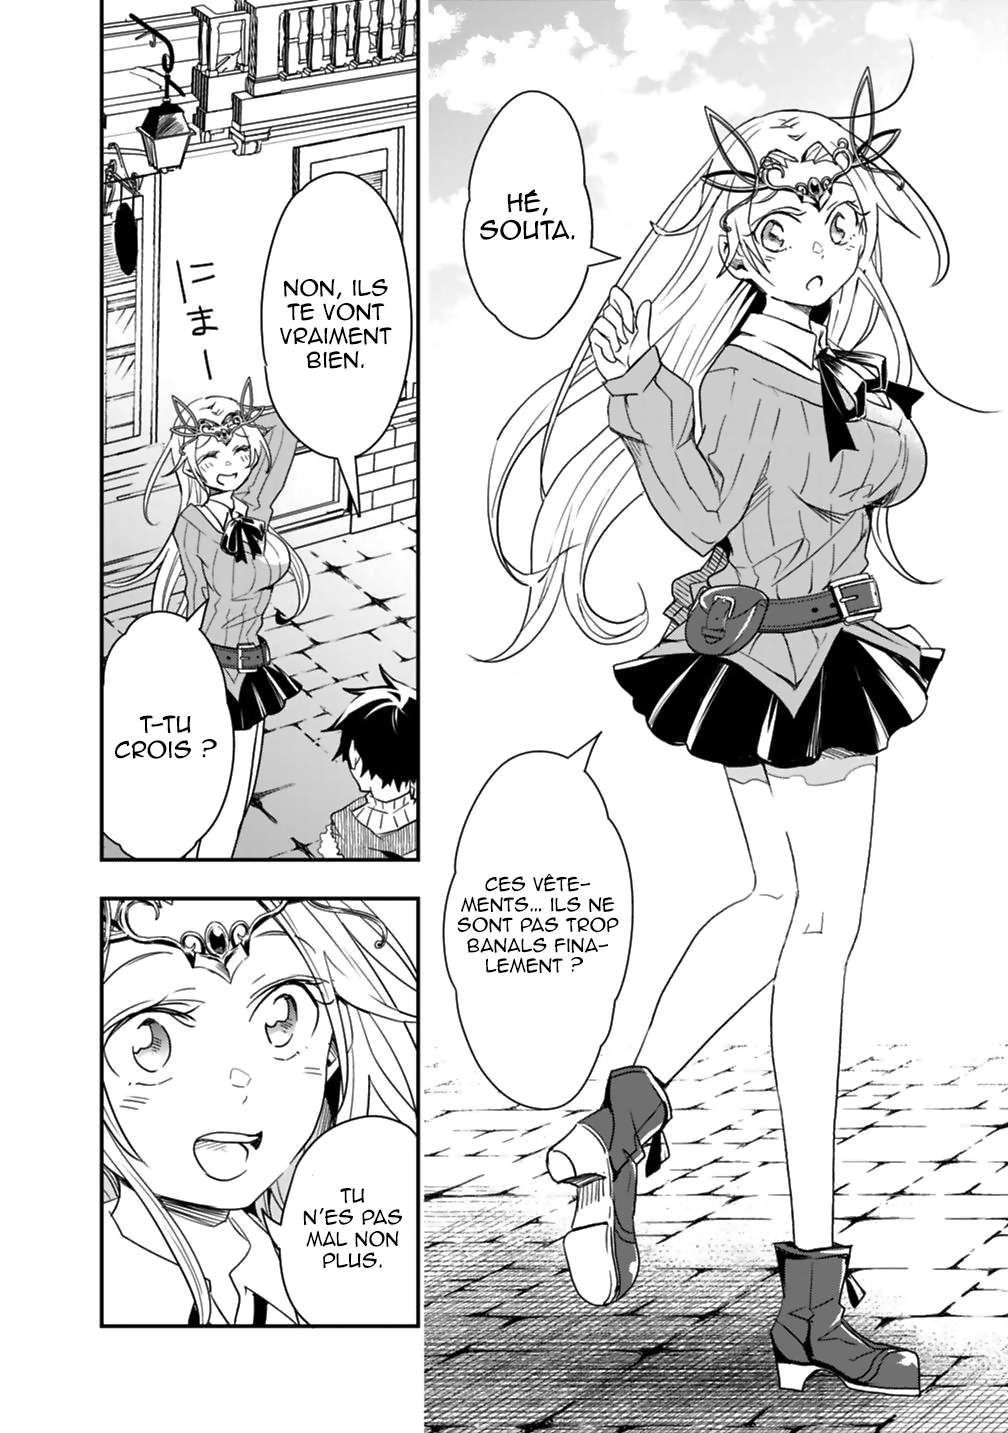 HÉ,
SOUTA.
CES VÊTE-
MENTS... ILS NE
SONT PAS TROP
BANALS FINA-
LEMENT ?
NON, ILS
TE VONT
VRAIMENT
BIEN.
にまー
T-TU
CROIS ?
TU
N'ES PAS
MAL NON
PLUS.